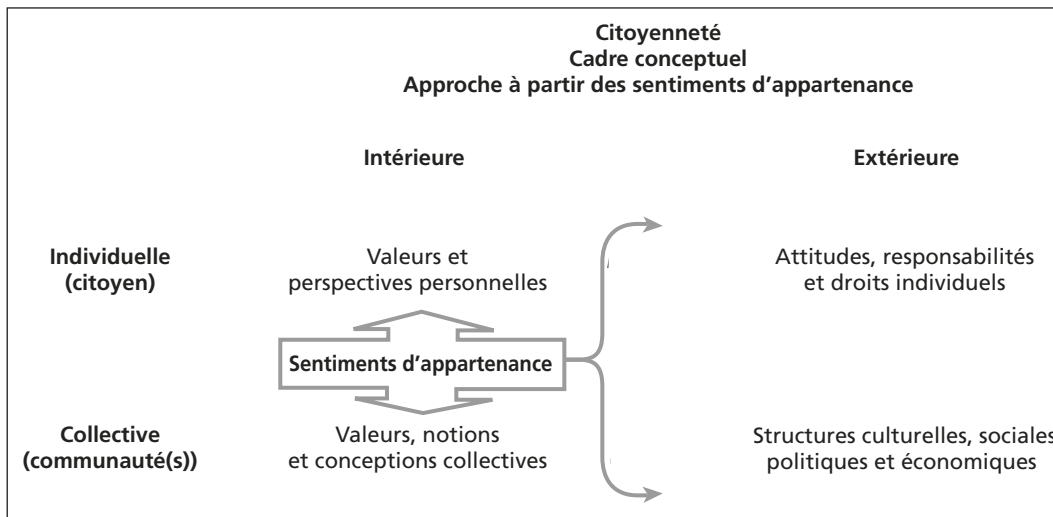 Citoyenneté
Cadre conceptuel
Approche à partir des sentiments d’appartenance
Intérieure
Extérieure
Individuelle
(citoyen)
Valeurs et
perspectives personnelles
Attitudes, responsabilités
et droits individuels
Sentiments d’appartenance
Collective
(communauté(s))
Valeurs, notions
et conceptions collectives
Structures culturelles, sociales
politiques et économiques